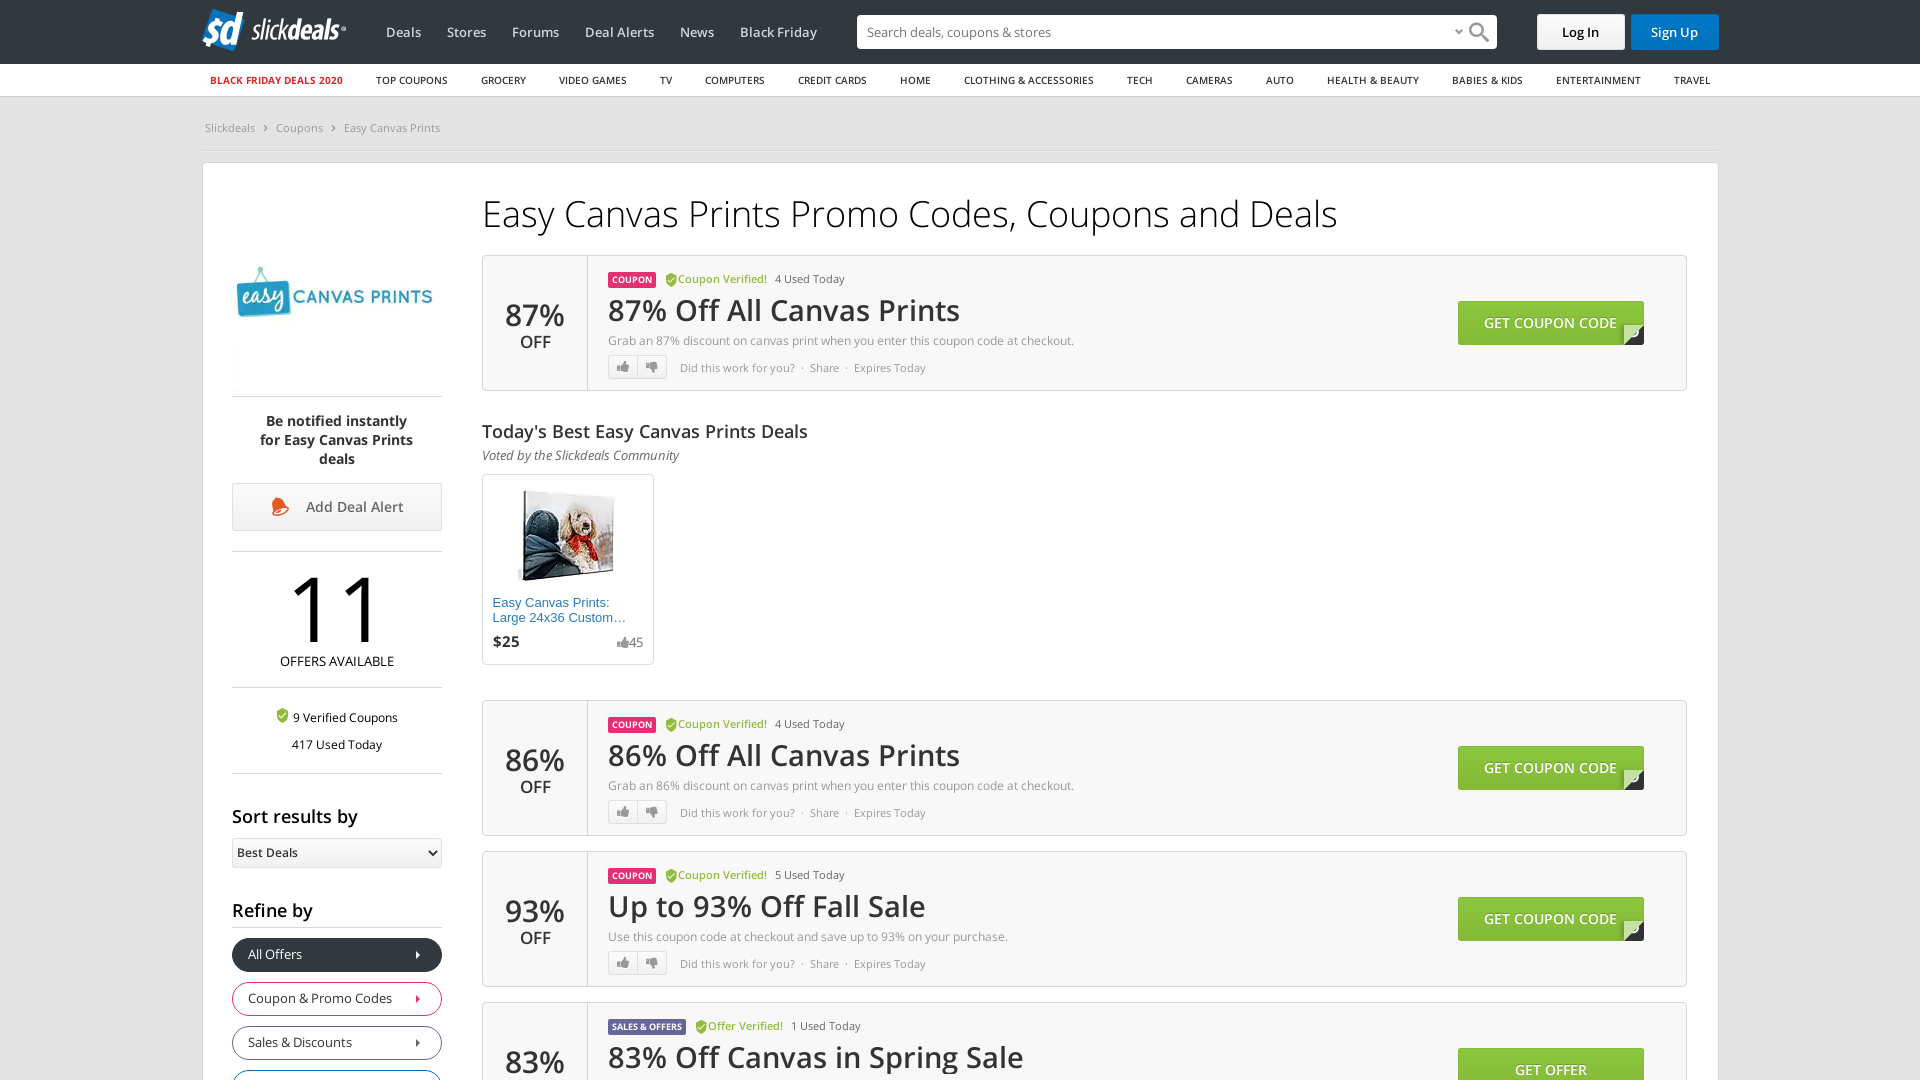 slickdeals
Deals
Stores
Forums
Deal Alerts
News
Black Friday
Search deals, coupons & stores
Log In
Sign Up
BLACK FRIDAY DEALS 2020
TOP COUPONS
GROCERY
VIDEO GAMES
TV
COMPUTERS
CREDIT CARDS
HOME
CLOTHING & ACCESSORIES
TECH
CAMERAS
AUTO
HEALTH & BEAUTY
BABIES & KIDS
ENTERTAINMENT
TRAVEL
Slickdeals
Coupons
Easy Canvas Prints
easy CANVAS PRINTS
Be notified instantly
for Easy Canvas Prints
deals
Add Deal Alert
11
OFFERS AVAILABLE
9 Verified Coupons
417 Used Today
Sort results by
Best Deals
Refine by
All Offers
Coupon & Promo Codes
Sales & Discounts
Easy Canvas Prints Promo Codes, Coupons and Deals
87%
OFF
COUPON
Coupon Verified!
4 Used Today
87% Off All Canvas Prints
Grab an 87% discount on canvas print when you enter this coupon code at checkout.
Did this work for you? · Share · Expires Today
GET COUPON CODE
Today's Best Easy Canvas Prints Deals
Voted by the Slickdeals Community
Easy Canvas Prints:
Large 24x36 Custom…
$25
45
86%
OFF
COUPON
Coupon Verified!
4 Used Today
86% Off All Canvas Prints
Grab an 86% discount on canvas print when you enter this coupon code at checkout.
Did this work for you? · Share · Expires Today
GET COUPON CODE
93%
OFF
COUPON
Coupon Verified!
5 Used Today
Up to 93% Off Fall Sale
Use this coupon code at checkout and save up to 93% on your purchase.
Did this work for you? · Share · Expires Today
GET COUPON CODE
83%
SALES & OFFERS
Offer Verified!
1 Used Today
83% Off Canvas in Spring Sale
GET OFFER